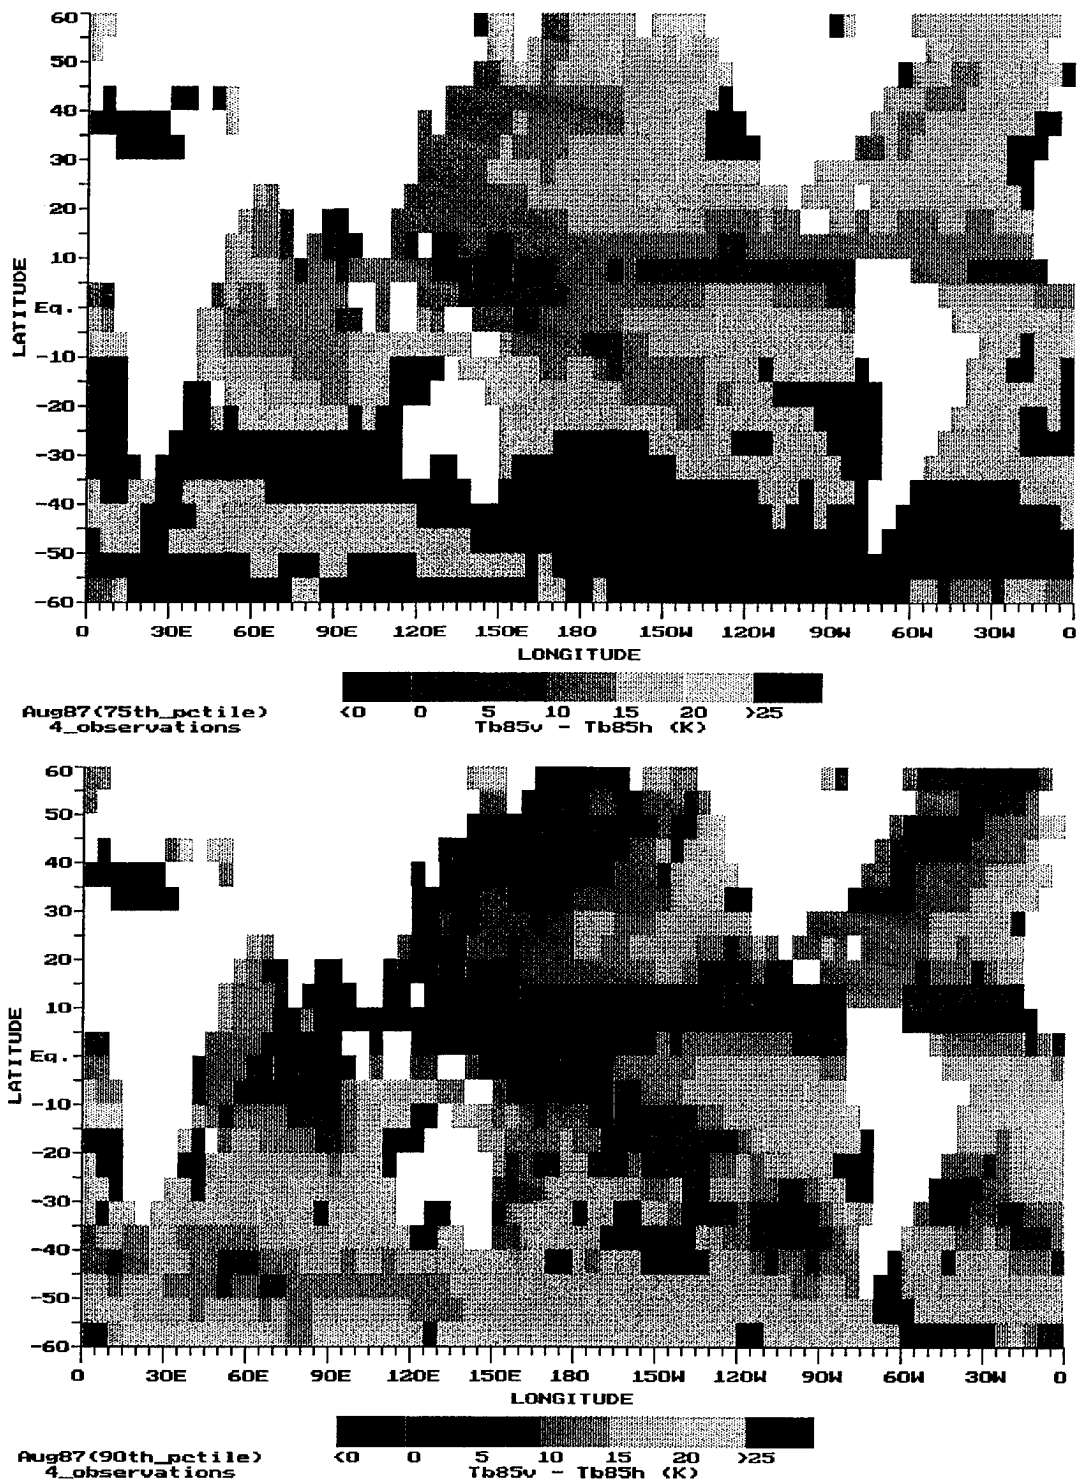 60
50
40
30
20
10
Eq.
-10
-20
-30
-40
-50
-60
LATITUDE
0 30E 60E 90E 120E 150E 180 150W 120W 90W 60W 30W 0
LONGITUDE
Aug87(75th_pctile) <0 0 5 10 15 20 >25
4_observations Tb85v - Tb85h (K)
60
50
40
30
20
10
Eq.
-10
-20
-30
-40
-50
-60
LATITUDE
0 30E 60E 90E 120E 150E 180 150W 120W 90W 60W 30W 0
LONGITUDE
Aug87(90th_pctile) <0 0 5 10 15 20 >25
4_observations Tb85v - Tb85h (K)